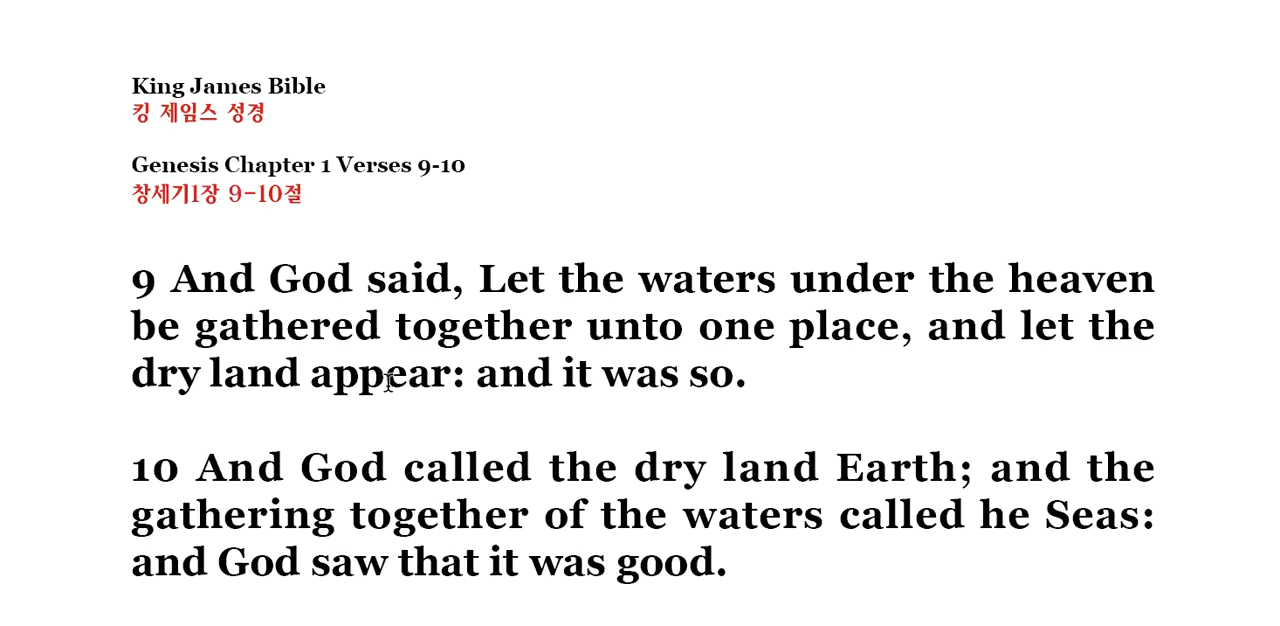 King James Bible
킹 제임스 성경
Genesis Chapter 1 Verses 9-10
창세기1장 9-10절
9 And God said, Let the waters under the heaven
be gathered together unto one place, and let the
dry land appear: and it was so.
10 And God called the dry land Earth; and the
gathering together of the waters called he Seas:
and God saw that it was good.